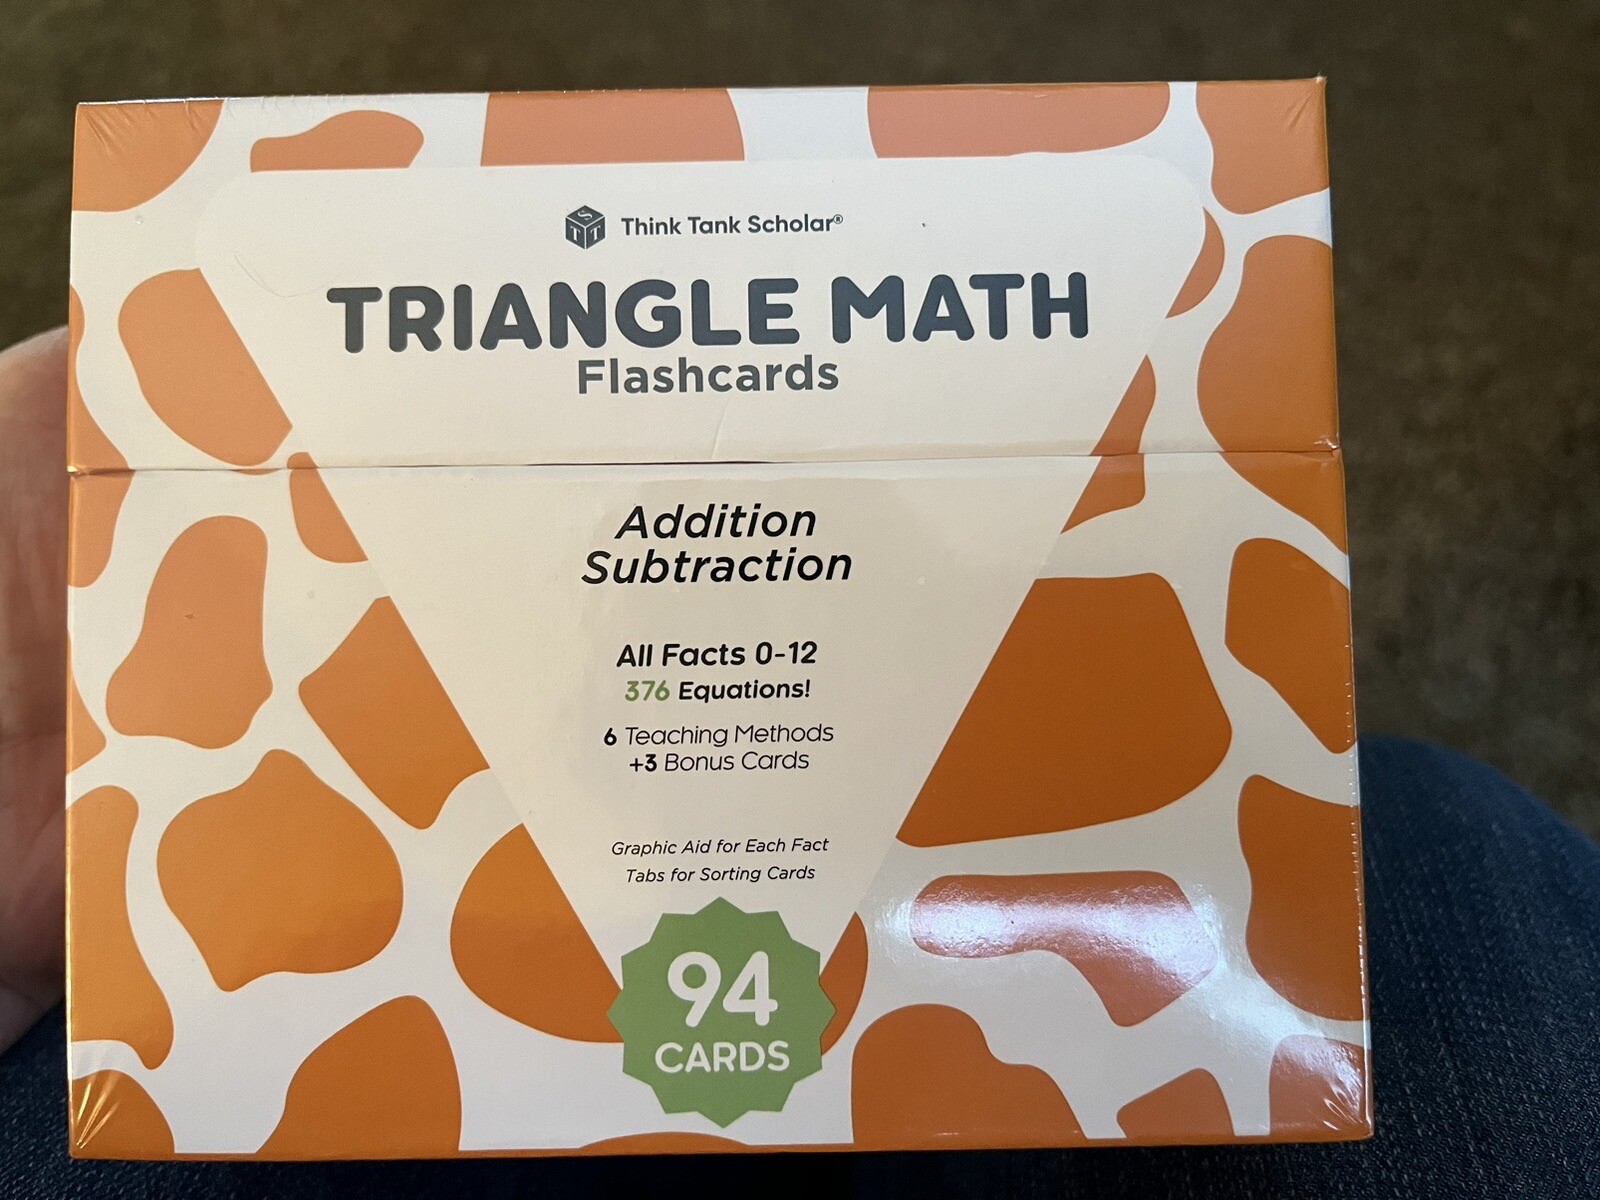 STT
Think Tank Scholar®
TRIANGLE MATH
Flashcards
Addition
Subtraction
All Facts 0-12
376 Equations!
6 Teaching Methods
+3 Bonus Cards
Graphic Aid for Each Fact
Tabs for Sorting Cards
94
CARDS